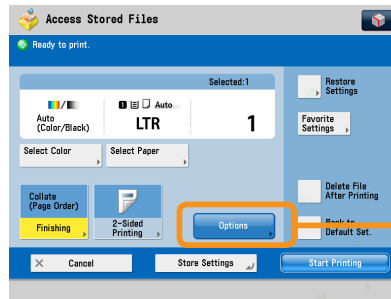 Access Stored Files
Ready to print.
Selected:1
Restore
Settings
Auto
(Color/Black)
Auto
LTR
1
Favorite
Settings
Select Color
Select Paper
Collate
(Page Order)
Finishing
2-Sided
Printing
Options
Delete File
After Printing
Back to
Default Set.
Cancel
Store Settings
Start Printing